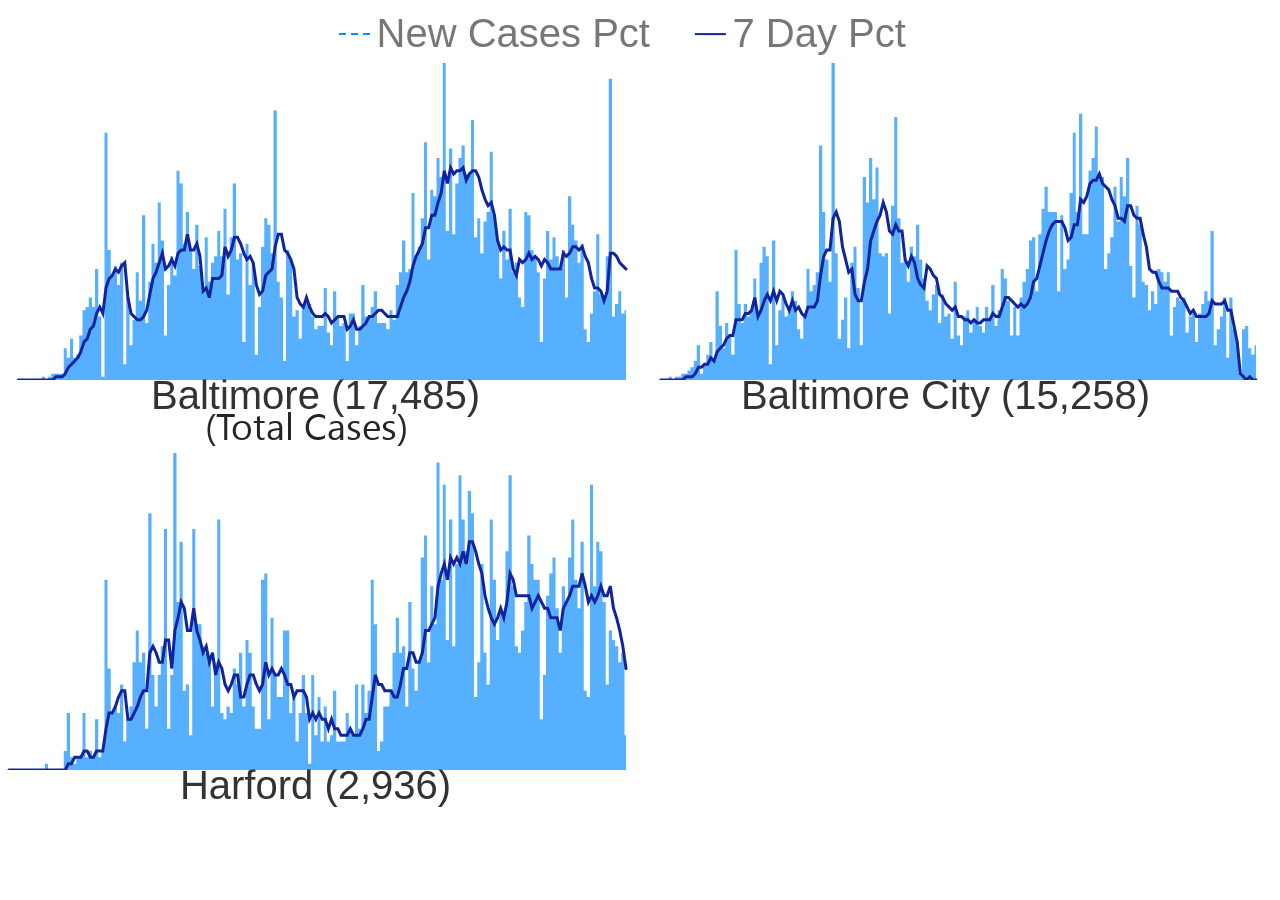 New Cases Pct 7 Day Pct
Baltimore (17,485) Baltimore City (15,258)
(Total Cases)
Harford (2,936)